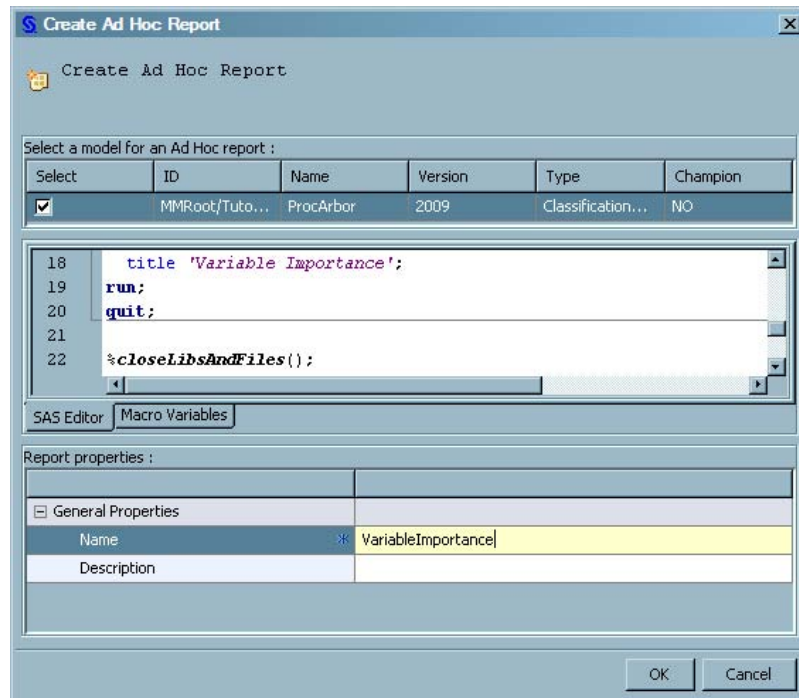 Create Ad Hoc Report
Create Ad Hoc Report
Select a model for an Ad Hoc report :
Select ID Name Version Type Champion
MMRoot/Tuto... ProcArbor 2009 Classification... NO
18 title 'Variable Importance';
19 run;
20 quit;
21
22 %closeLibsAndFiles();
SAS Editor Macro Variables
Report properties :
General Properties
Name * VariableImportance
Description
OK Cancel